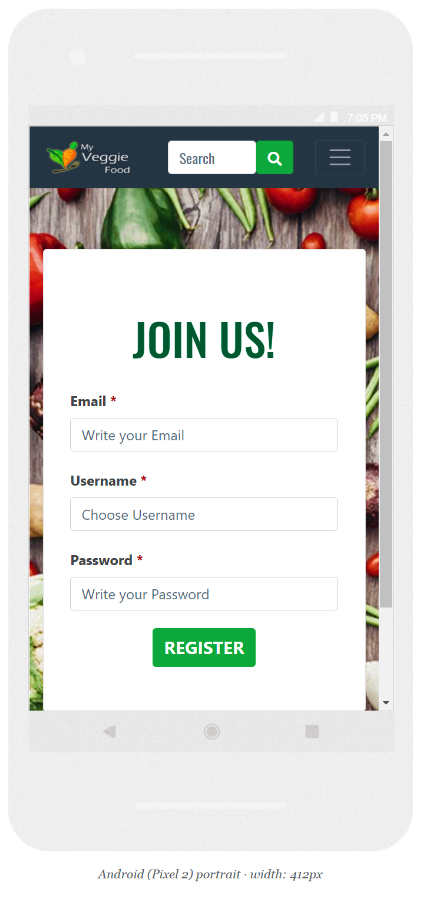 7:05 PM
My
Veggie
Food
Search
JOIN US!
Email *
Write your Email
Username *
Choose Username
Password *
Write your Password
REGISTER
Android (Pixel 2) portrait · width: 412px